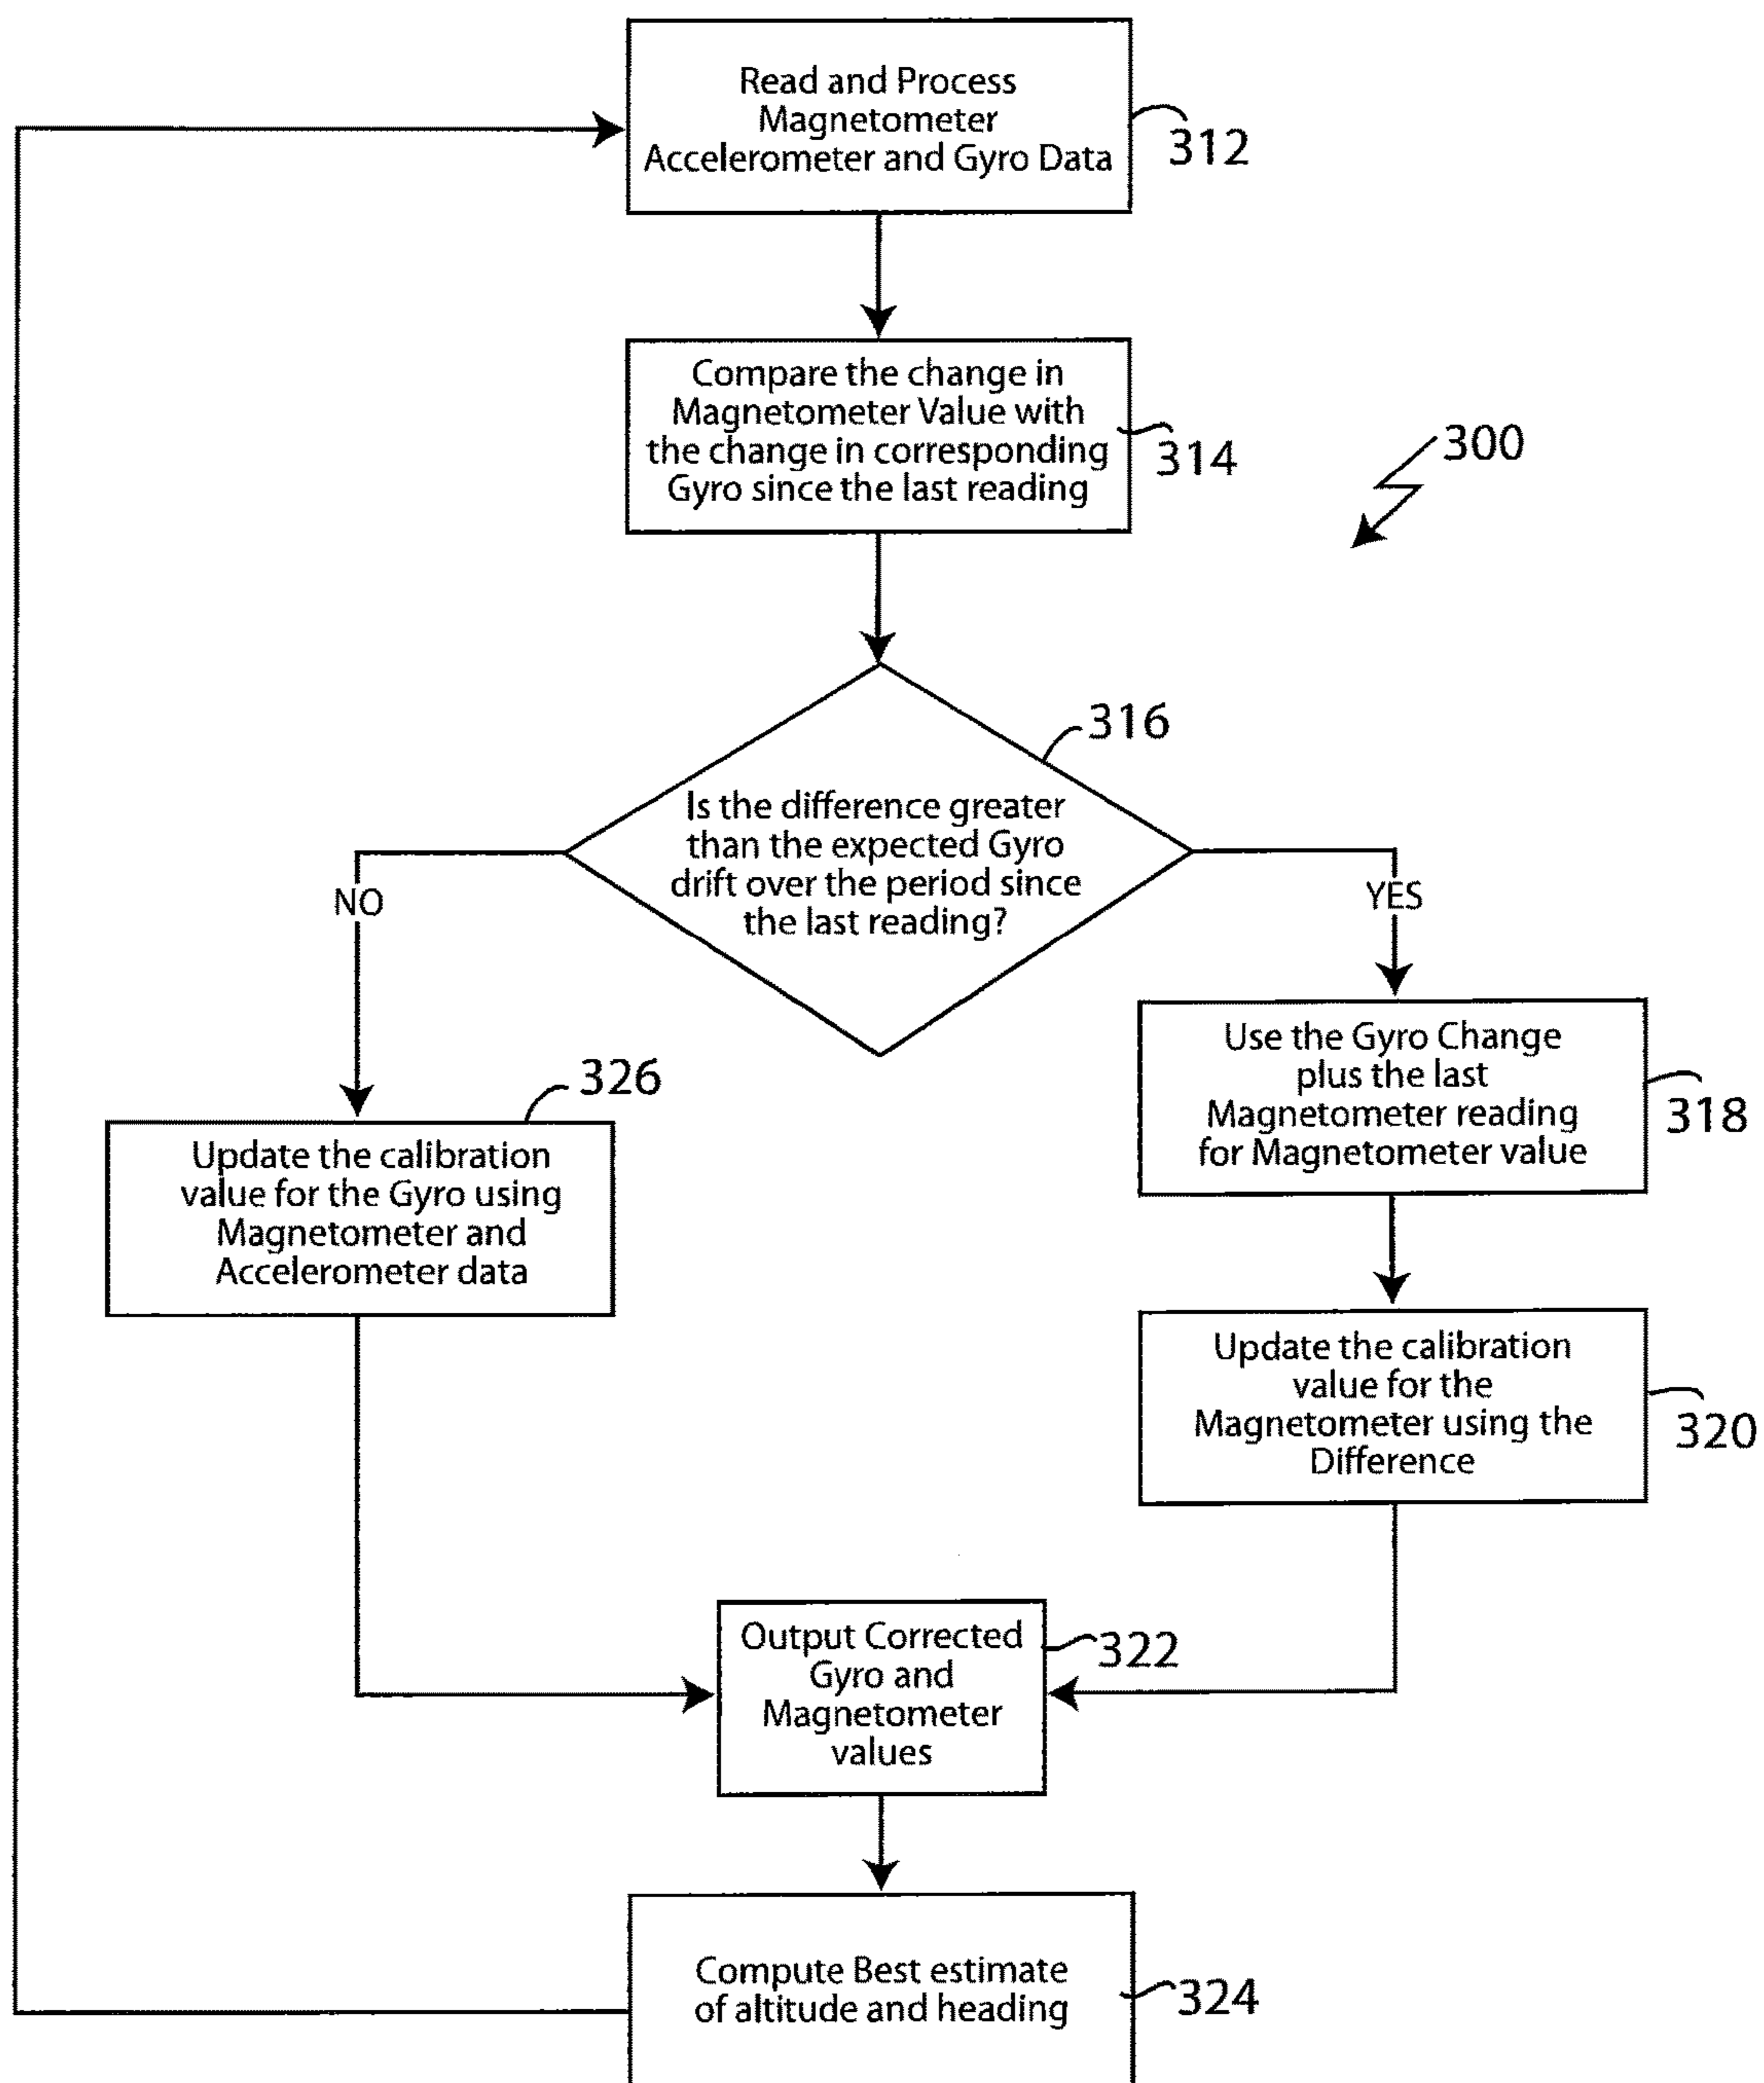 Read and Process
Magnetometer
Accelerometer and Gyro Data
312
Compare the change in
Magnetometer Value with
the change in corresponding
Gyro since the last reading
314
300
316
Is the difference greater
than the expected Gyro
drift over the period since
the last reading?
NO
YES
Use the Gyro Change
plus the last
Magnetometer reading
for Magnetometer value
318
326
Update the calibration
value for the Gyro using
Magnetometer and
Accelerometer data
Update the calibration
value for the
Magnetometer using the
Difference
320
Output Corrected
Gyro and
Magnetometer
values
322
Compute Best estimate
of altitude and heading
324